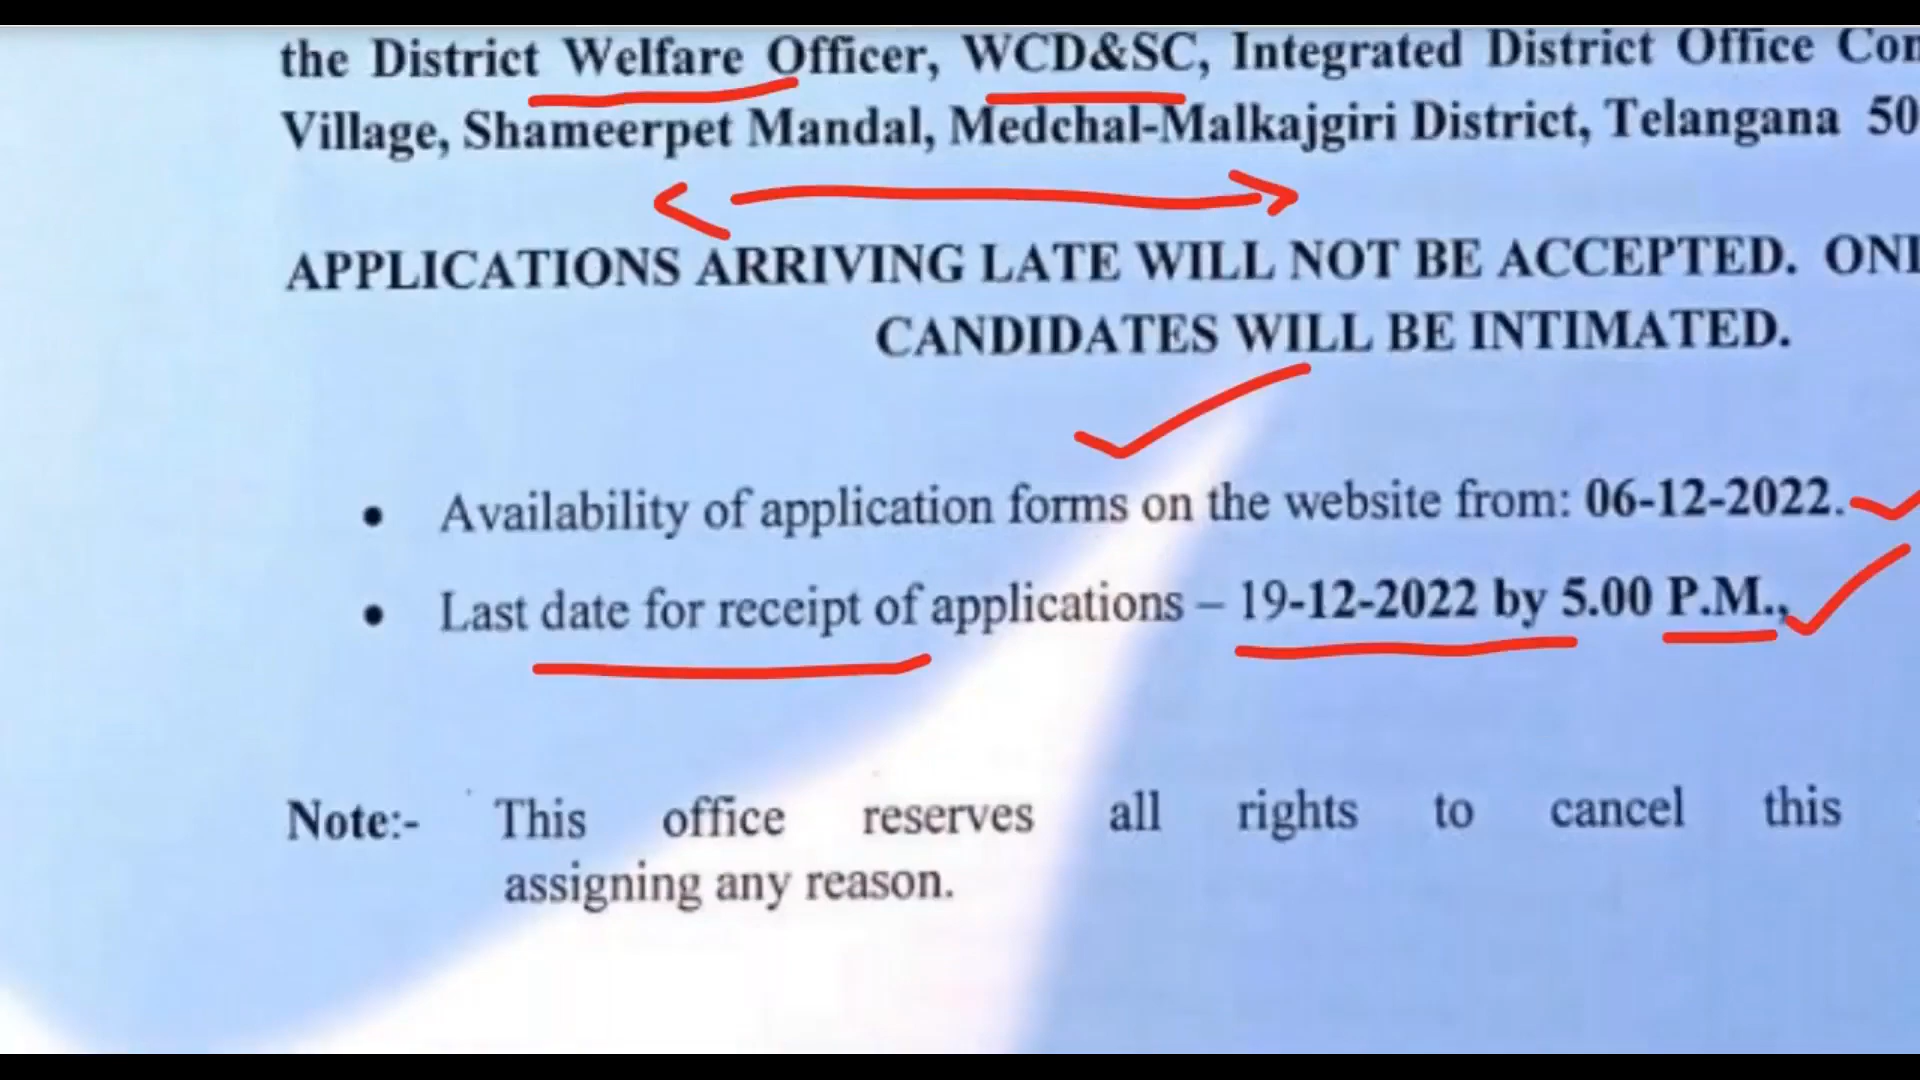 the District Welfare Officer, WCD&SC, Integrated District Office
Village, Shameerpet Mandal, Medchal-Malkajgiri District, Telangana 50
APPLICATIONS ARRIVING LATE WILL NOT BE ACCEPTED.
CANDIDATES WILL BE INTIMATED.
• Availability of application forms on the website from: 06-12-2022.
• Last date for receipt of applications – 19-12-2022 by 5.00 P.M.,
Note:- This office reserves all rights to cancel this
assigning any reason.